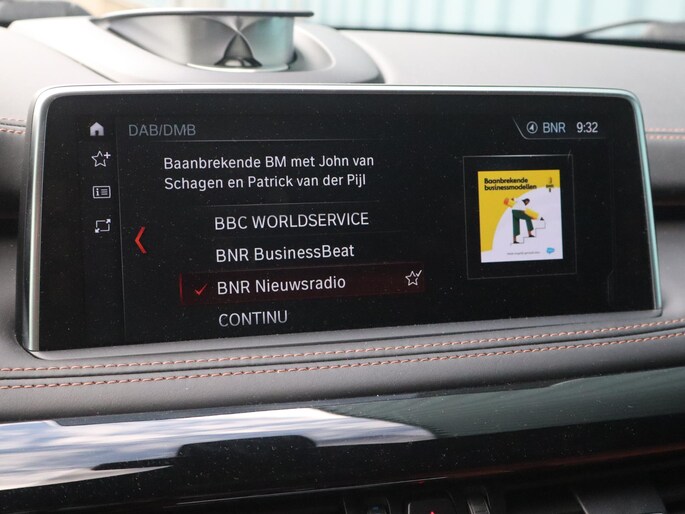 DAB/DMB
BNR 9:32
Baanbrekende BM met John van
Schagen en Patrick van der Pijl
BBC WORLDSERVICE
BNR BusinessBeat
BNR Nieuwsradio
CONTINU
Baanbrekende
businessmodellen